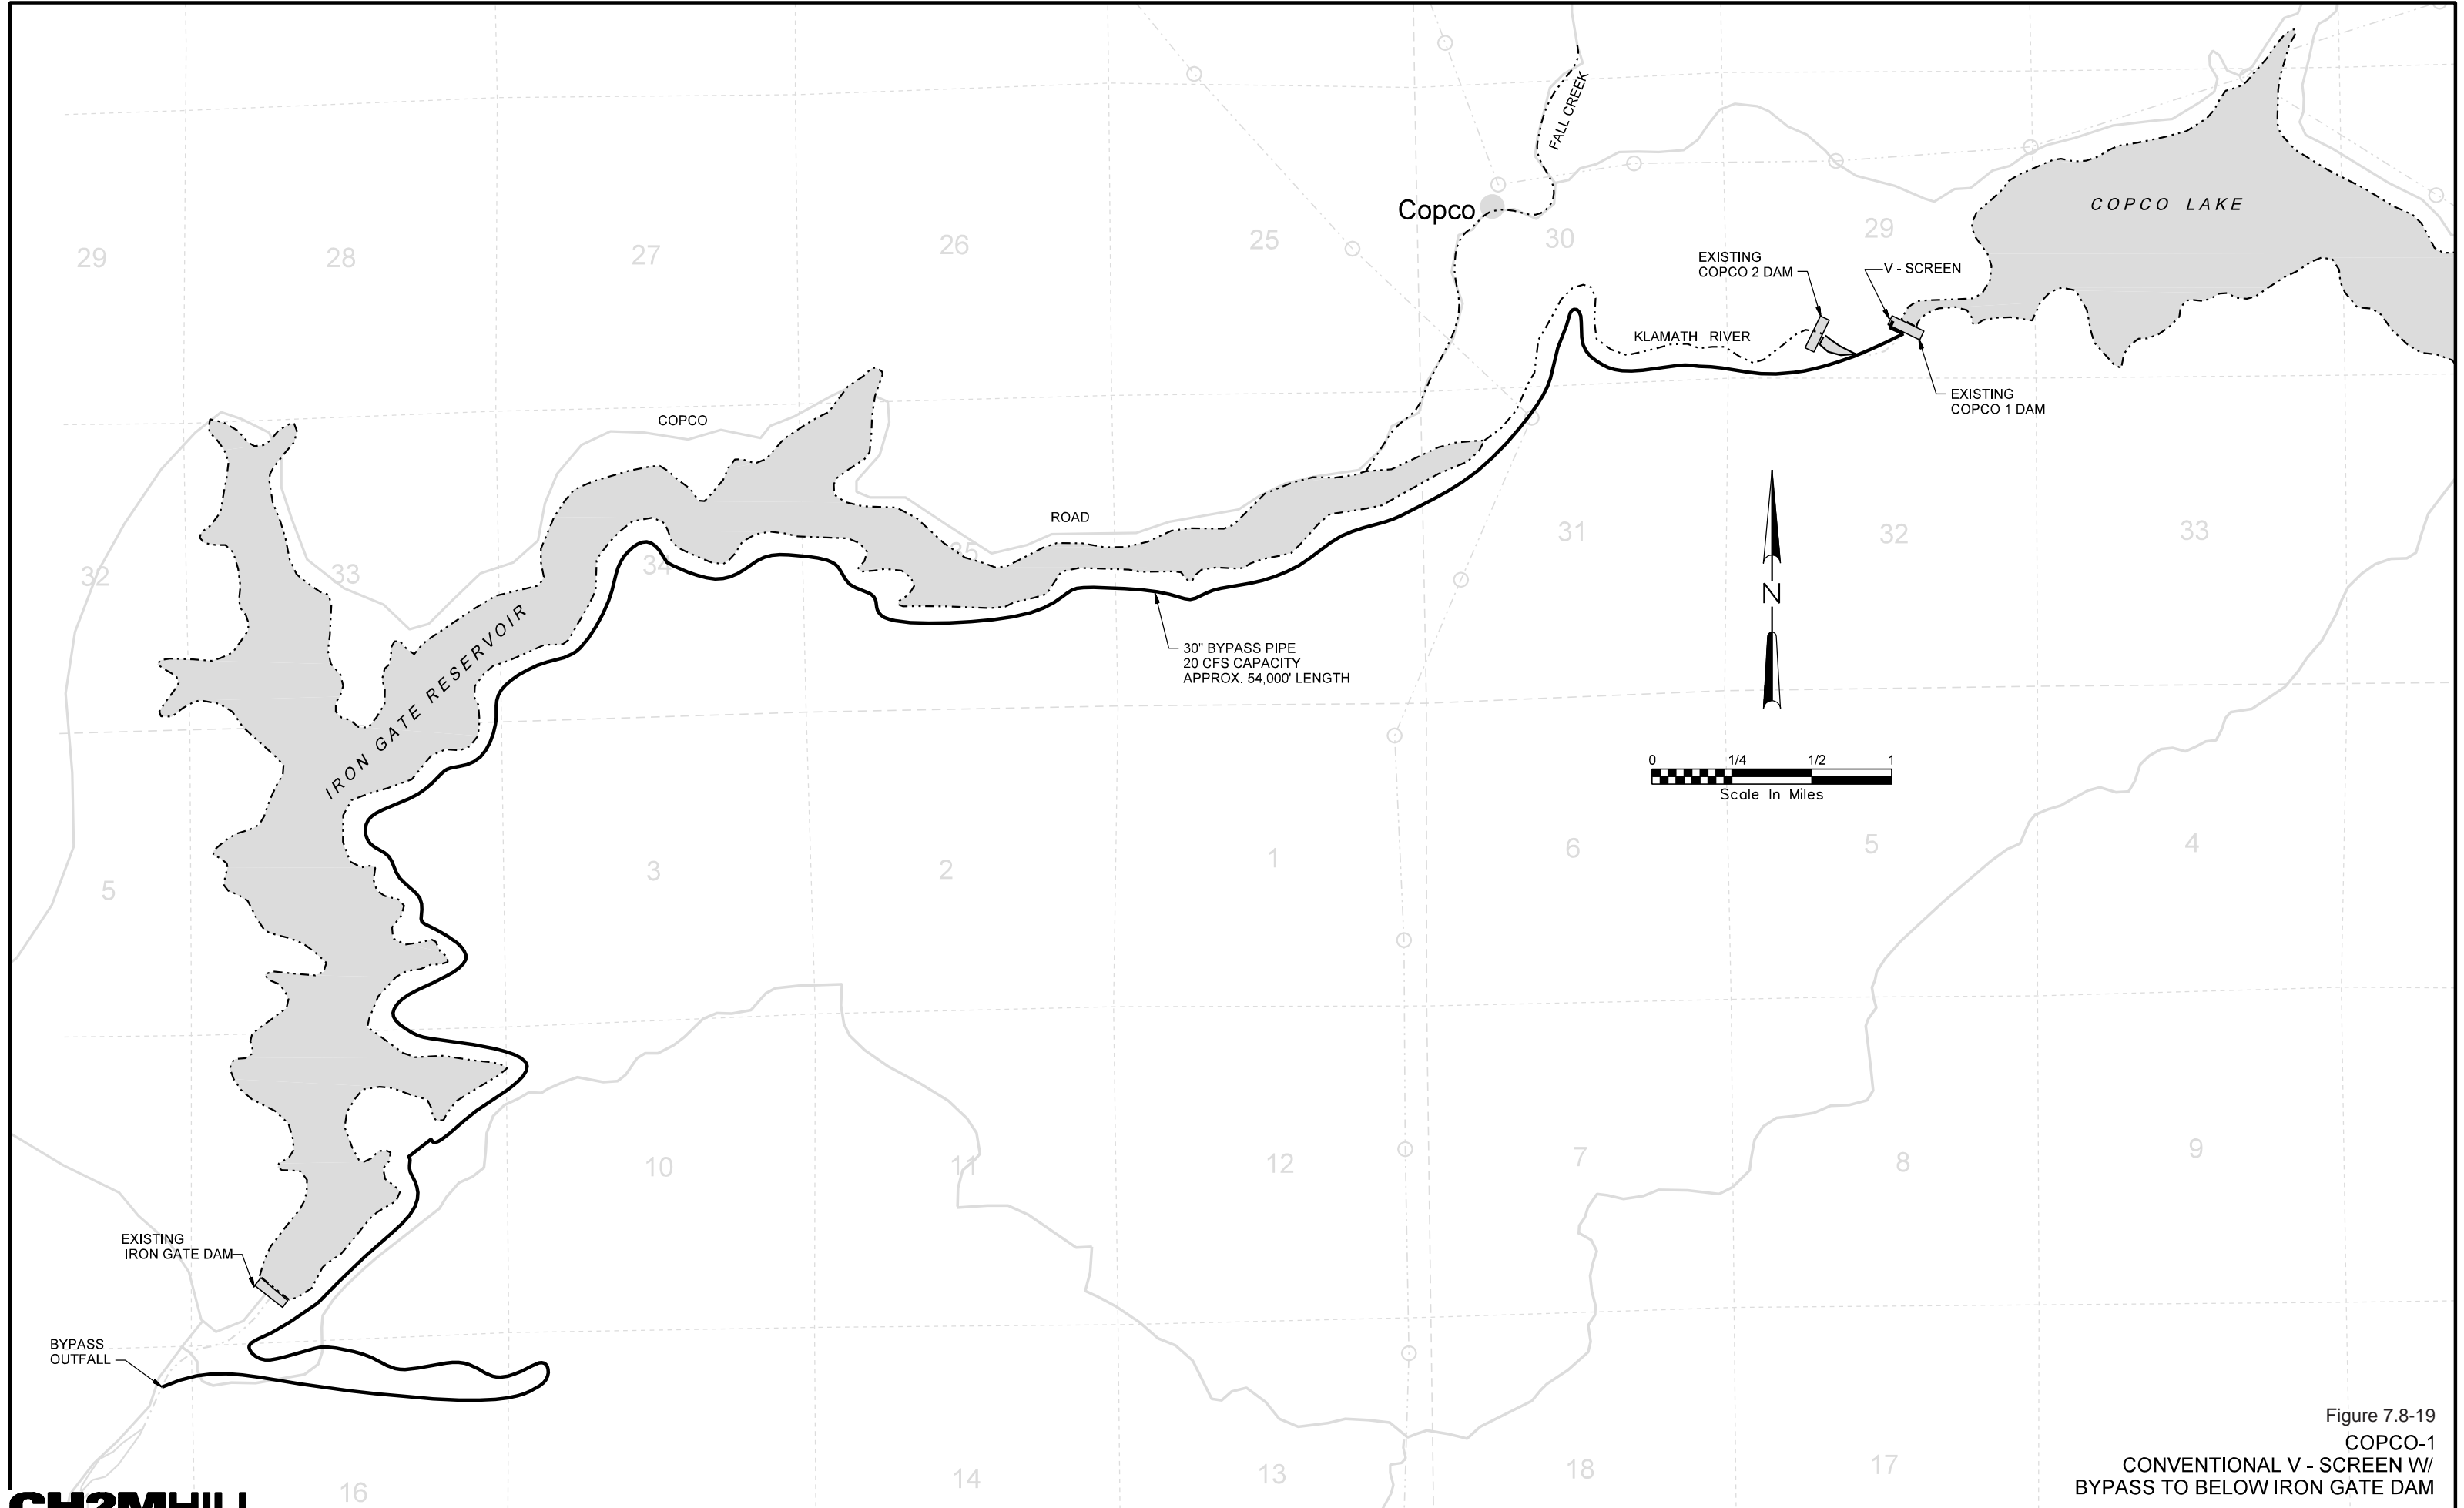 FALL CREEK
Copco
COPCO LAKE
29
28
27
26
25
30
29
EXISTING
COPCO 2 DAM
V - SCREEN
KLAMATH RIVER
EXISTING
COPCO 1 DAM
COPCO
ROAD
32
33
34
35
31
32
33
N
IRON GATE RESERVOIR
30" BYPASS PIPE
20 CFS CAPACITY
APPROX. 54,000' LENGTH
0 1/4 1/2 1
Scale In Miles
5
3
2
1
6
5
4
10
11
12
7
8
9
EXISTING
IRON GATE DAM
BYPASS
OUTFALL
16
14
13
18
17
Figure 7.8-19
COPCO-1
CONVENTIONAL V - SCREEN W/
BYPASS TO BELOW IRON GATE DAM
CH2MHILL